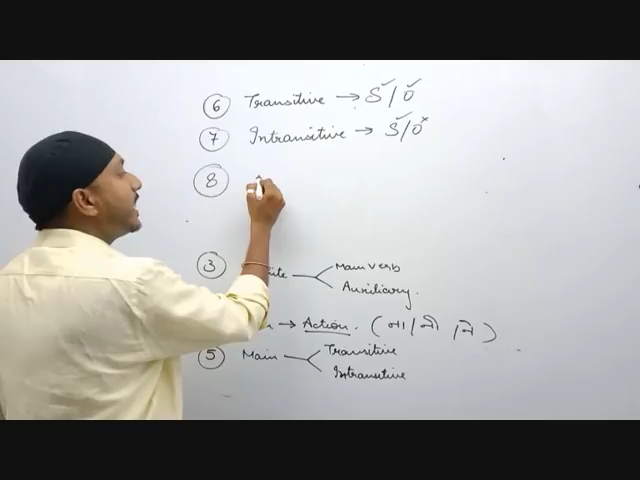 6 Transitive → S✓/O✓
7 Intransitive → S✓/O×
8
3 Main Verb
Auxiliary.
→ Action. (ना/नी/ने)
5 Main Transitive
Intransitive